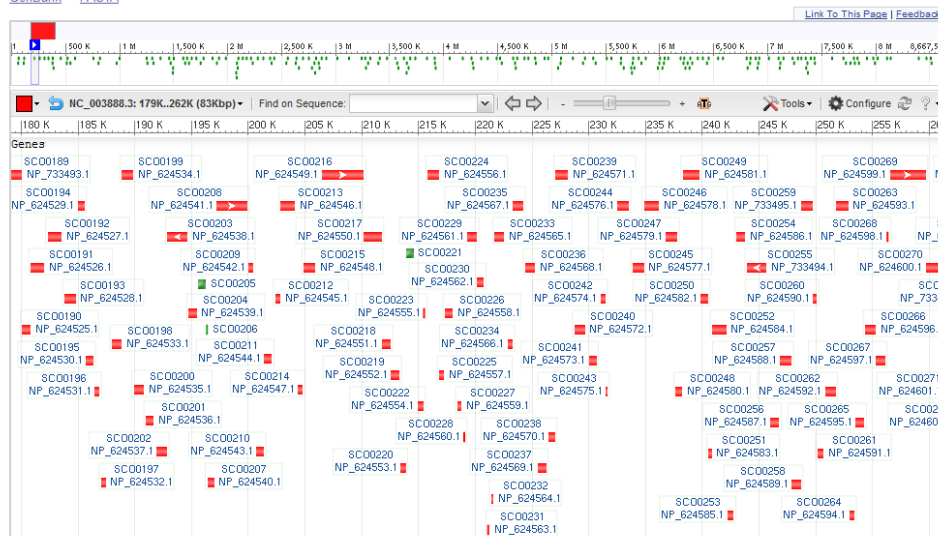 GenBank FASTA
Link To This Page | Feedback
1 500 K 1 M 1,500 K 2 M 2,500 K 3 M 3,500 K 4 M 4,500 K 5 M 5,500 K 6 M 6,500 K 7 M 7,500 K 8 M 8,667,5
NC_003888.3: 179K..262K (83Kbp) Find on Sequence: - + ATG Tools Configure ?
180 K 185 K 190 K 195 K 200 K 205 K 210 K 215 K 220 K 225 K 230 K 235 K 240 K 245 K 250 K 255 K 26
Genes
SCO0189 SCO0199 SCO0216 SCO0224 SCO0239 SCO0249 SCO0269
NP_733493.1 NP_624534.1 NP_624549.1 NP_624556.1 NP_624571.1 NP_624581.1 NP_624599.1
SCO0194 SCO0208 SCO0213 SCO0235 SCO0244 SCO0246 SCO0259 SCO0263
NP_624529.1 NP_624541.1 NP_624546.1 NP_624567.1 NP_624576.1 NP_624578.1 NP_733495.1 NP_624593.1
SCO0192 SCO0203 SCO0217 SCO0229 SCO0233 SCO0247 SCO0254 SCO0268
NP_624527.1 NP_624538.1 NP_624550.1 NP_624561.1 NP_624565.1 NP_624579.1 NP_624586.1 NP_624598.1 NP_
SCO0191 SCO0209 SCO0215 SCO0221 SCO0236 SCO0245 SCO0255 SCO0270
NP_624526.1 NP_624542.1 NP_624548.1 NP_624568.1 NP_624577.1 NP_733494.1 NP_624600.1
SCO0230
NP_624562.1
SCO0193 SCO0205 SCO0212 SCO0242 SCO0250 SCO0260
NP_624528.1 NP_624545.1 NP_624574.1 NP_624582.1 NP_624590.1 NP_733
SCO0204 SCO0223 SCO0226
NP_624539.1 NP_624555.1 NP_624558.1
SCO0190 SCO0198 SCO0206 SCO0218 SCO0234 SCO0240 SCO0252 SCO0266
NP_624525.1 NP_624533.1 NP_624551.1 NP_624566.1 NP_624572.1 NP_624584.1 NP_624596.
SCO0195 SCO0211 SCO0219 SCO0225 SCO0241 SCO0257 SCO0267
NP_624530.1 NP_624544.1 NP_624552.1 NP_624557.1 NP_624573.1 NP_624588.1 NP_624597.1
SCO0196 SCO0200 SCO0214 SCO0222 SCO0227 SCO0243 SCO0248 SCO0262 SCO0271
NP_624531.1 NP_624535.1 NP_624547.1 NP_624554.1 NP_624559.1 NP_624575.1 NP_624580.1 NP_624592.1 NP_624601.
SCO0201 SCO0228 SCO0238 SCO0256 SCO0265 SCO02
NP_624536.1 NP_624560.1 NP_624570.1 NP_624587.1 NP_624595.1 NP_62460
SCO0202 SCO0210 SCO0220 SCO0237 SCO0251 SCO0261
NP_624537.1 NP_624543.1 NP_624553.1 NP_624569.1 NP_624583.1 NP_624591.1
SCO0197 SCO0207 SCO0232 SCO0258
NP_624532.1 NP_624540.1 NP_624564.1 NP_624589.1
SCO0231 SCO0253 SCO0264
NP_624563.1 NP_624585.1 NP_624594.1